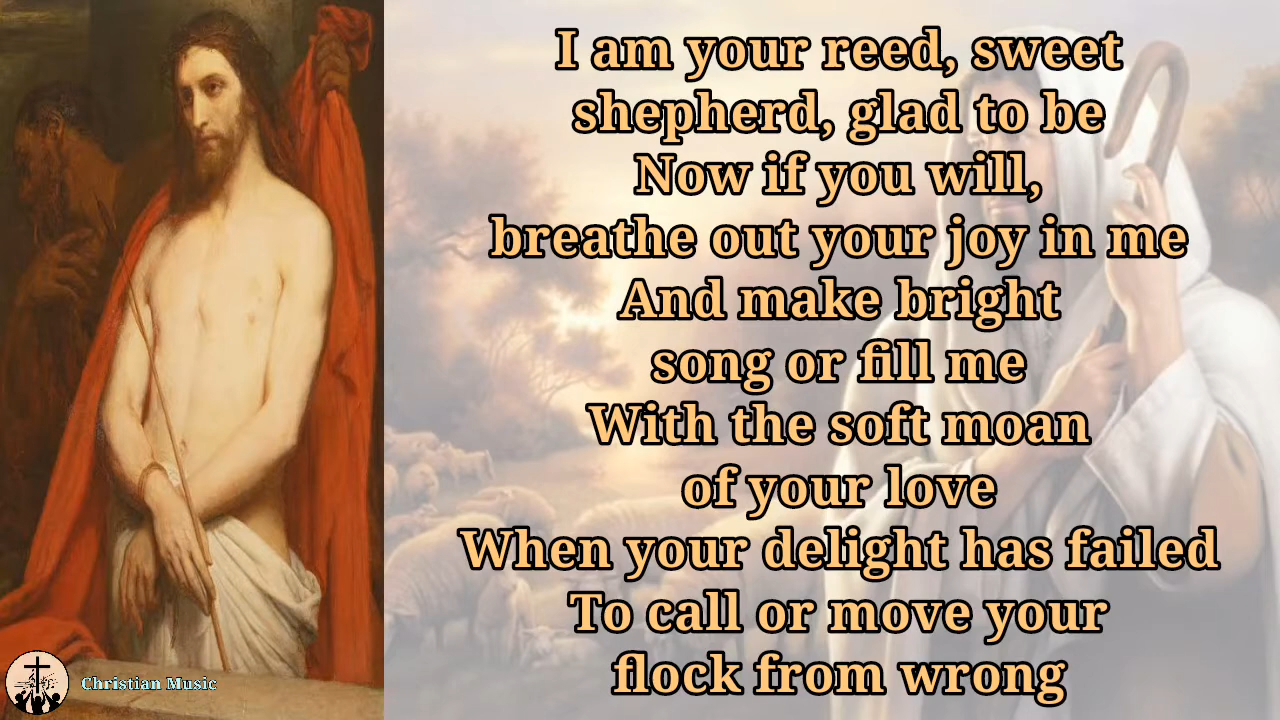 I am your reed, sweet
shepherd, glad to be
Now if you will,
breathe out your joy in me
And make bright
song or fill me
With the soft moan
of your love
When your delight has failed
To call or move your
flock from wrong
Christian Music